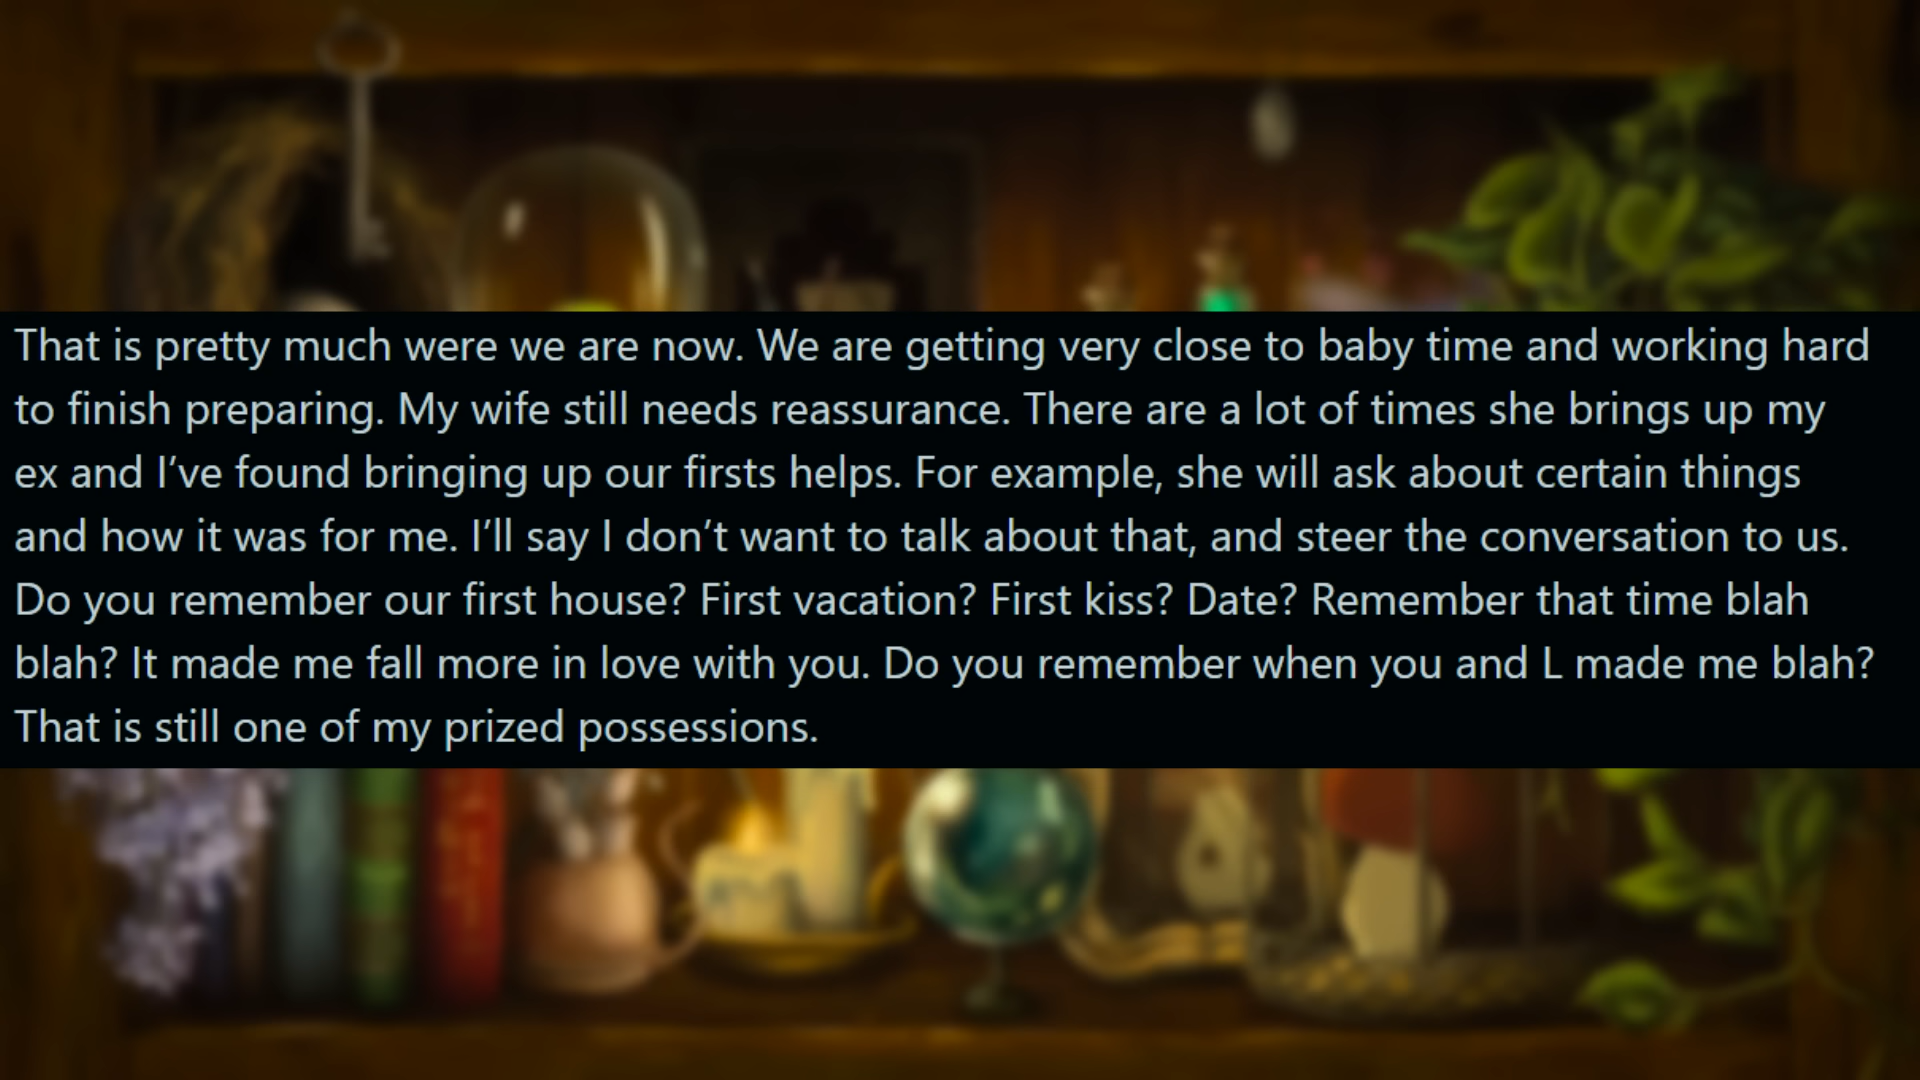 That is pretty much were we are now. We are getting very close to baby time and working hard
to finish preparing. My wife still needs reassurance. There are a lot of times she brings up my
ex and I’ve found bringing up our firsts helps. For example, she will ask about certain things
and how it was for me. I’ll say I don’t want to talk about that, and steer the conversation to us.
Do you remember our first house? First vacation? First kiss? Date? Remember that time blah
blah? It made me fall more in love with you. Do you remember when you and L made me blah?
That is still one of my prized possessions.